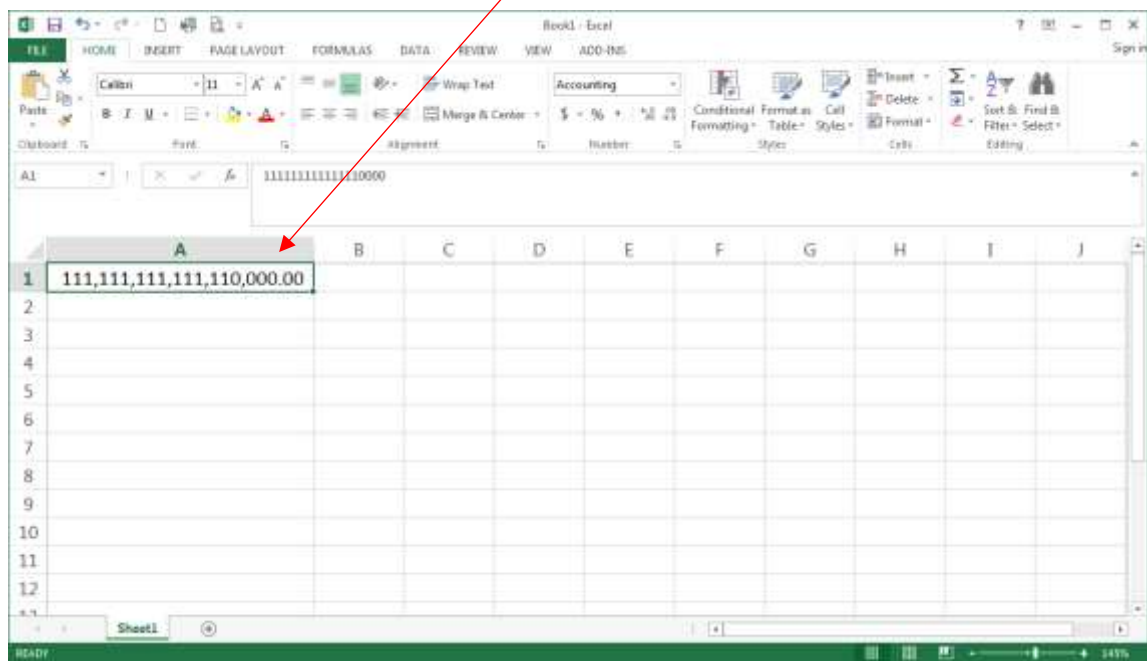 Book1 - Excel
FILE HOME INSERT PAGE LAYOUT FORMULAS DATA REVIEW VIEW ADD-INS Sign in
Calibri 11 Wrap Text Accounting Insert
Paste B I U Merge & Center $ % Conditional Formatting Format as Table Cell Styles Delete Format Sort & Filter Find & Select
Clipboard Font Alignment Number Styles Cells Editing
A1 fx
A B C D E F G H I J
1 111,111,111,111,110,000.00
2
3
4
5
6
7
8
9
10
11
12
Sheet1
READY 145%